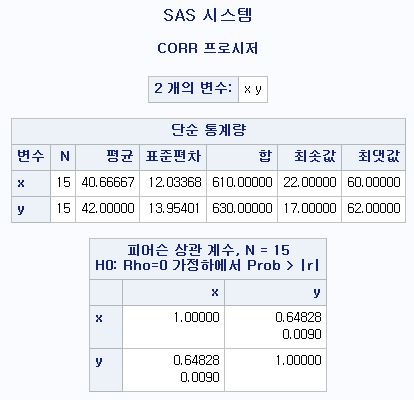 SAS 시스템
CORR 프로시저
2 개의 변수: x y
단순 통계량
변수 N 평균 표준편차 합 최솟값 최댓값
x 15 40.66667 12.03368 610.00000 22.00000 60.00000
y 15 42.00000 13.95401 630.00000 17.00000 62.00000
피어슨 상관 계수, N = 15
H0: Rho=0 가정하에서 Prob > |r|
x y
x 1.00000 0.64828
0.0090
y 0.64828 1.00000
0.0090